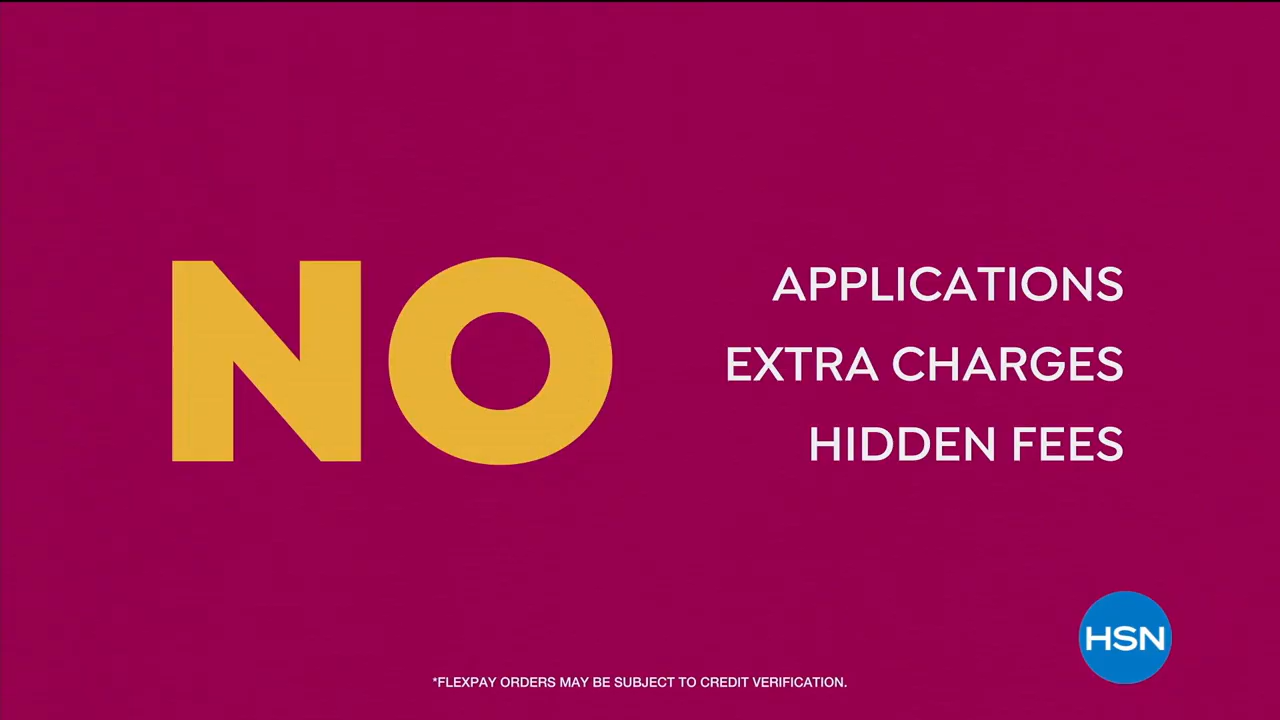 NO
APPLICATIONS
EXTRA CHARGES
HIDDEN FEES
HSN
*FLEXPAY ORDERS MAY BE SUBJECT TO CREDIT VERIFICATION.